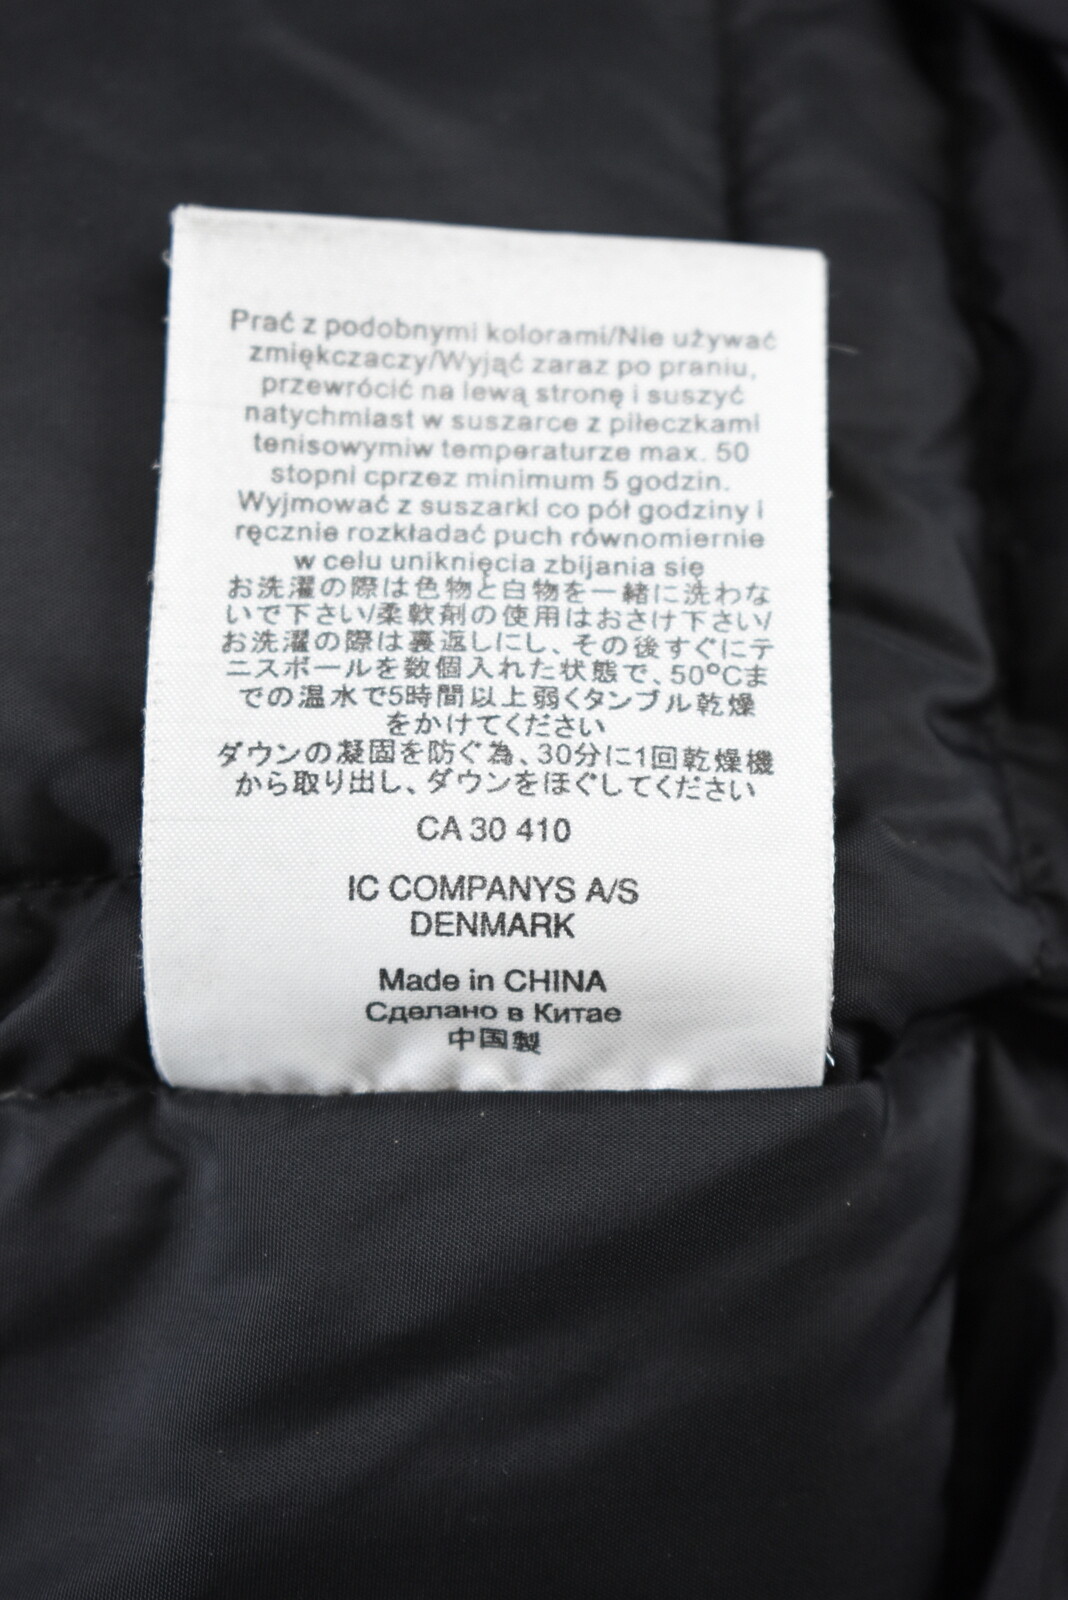 Prać z podobnymi kolorami/Nie używać
zmiękczaczy/Wyjąć zaraz po praniu,
przewrócić na lewą stronę i suszyć
natychmiast w suszarce z piłeczkami
tenisowymiw temperaturze max. 50
stopni cprzez minimum 5 godzin.
Wyjmować z suszarki co pół godziny i
ręcznie rozkładać puch równomiernie
w celu uniknięcia zbijania się
お洗濯の際は色物と白物を一緒に洗わな
いで下さい/柔軟剤の使用はおさけ下さい/
お洗濯の際は裏返しにし、その後すぐにテ
ニスボールを数個入れた状態で、50°Cま
での温水で5時間以上弱くタンブル乾燥
をかけてください
ダウンの凝固を防ぐ為、30分に1回乾燥機
から取り出し、ダウンをほぐしてください
CA 30 410
IC COMPANYS A/S
DENMARK
Made in CHINA
Сделано в Китае
中国製